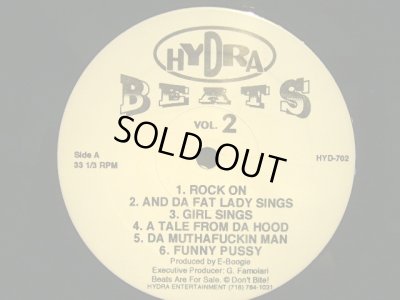 HYDRA
BEATS
VOL. 2
SOLD OUT
Side A
33 1/3 RPM
HYD-702
1. ROCK ON
2. AND DA FAT LADY SINGS
3. GIRL SINGS
4. A TALE FROM DA HOOD
5. DA MUTHAFUCKIN MAN
6. FUNNY PUSSY
Produced by E-Boogie
Executive Producer: G. Famolari
Beats Are For Sale. © Don't Bite!
HYDRA ENTERTAINMENT (718) 784-1031